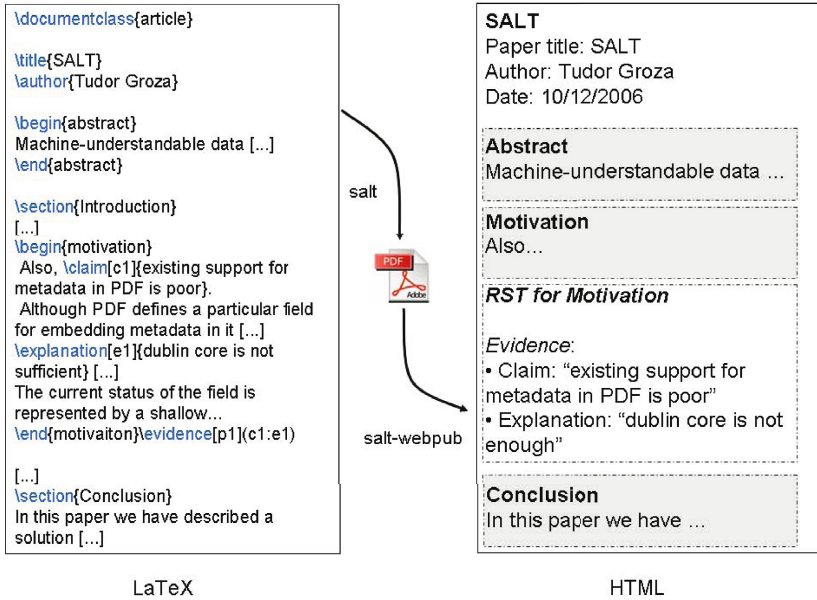 \documentclass{article}
\title{SALT}
\author{Tudor Groza}
\begin{abstract}
Machine-understandable data [...]
\end{abstract}
\section{Introduction}
[...]
\begin{motivation}
Also, \claim[c1]{existing support for
metadata in PDF is poor}.
Although PDF defines a particular field
for embedding metadata in it [...]
\explanation[e1]{dublin core is not
sufficient} [...]
The current status of the field is
represented by a shallow...
\end{motivaiton}\evidence[p1](c1:e1)
[...]
\section{Conclusion}
In this paper we have described a
solution [...]
LaTeX
salt
PDF
Adobe
salt-webpub
SALT
Paper title: SALT
Author: Tudor Groza
Date: 10/12/2006
Abstract
Machine-understandable data ...
Motivation
Also...
RST for Motivation
Evidence:
• Claim: “existing support for
metadata in PDF is poor”
• Explanation: “dublin core is not
enough”
Conclusion
In this paper we have ...
HTML